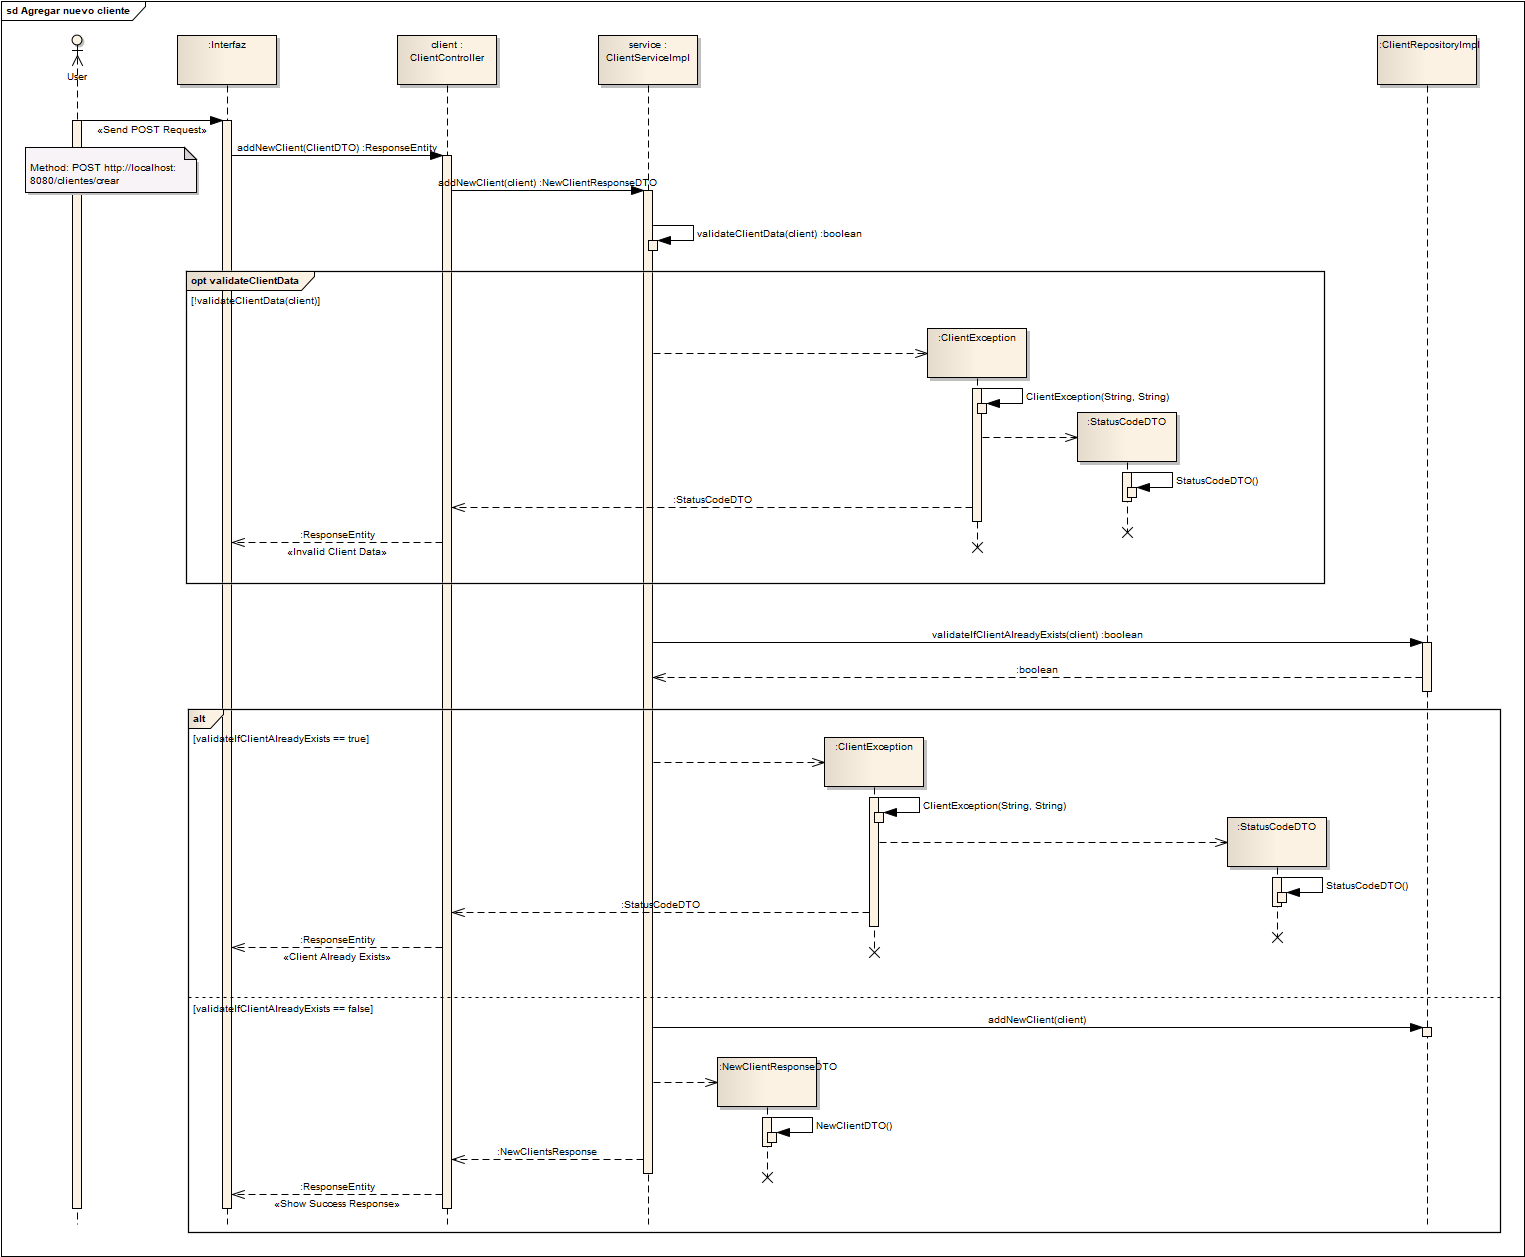 sd Agregar nuevo cliente
User
:Interfaz
client :
ClientController
service :
ClientServiceImpl
:ClientRepositoryImpl
«Send POST Request»
Method: POST http://localhost:
8080/clientes/crear
addNewClient(ClientDTO) :ResponseEntity
addNewClient(client) :NewClientResponseDTO
validateClientData(client) :boolean
opt validateClientData
[!validateClientData(client)]
:ClientException
ClientException(String, String)
:StatusCodeDTO
StatusCodeDTO()
:StatusCodeDTO
:ResponseEntity
«Invalid Client Data»
validateIfClientAlreadyExists(client) :boolean
:boolean
alt
[validateIfClientAlreadyExists == true]
:ClientException
ClientException(String, String)
:StatusCodeDTO
StatusCodeDTO()
:StatusCodeDTO
:ResponseEntity
«Client Already Exists»
[validateIfClientAlreadyExists == false]
addNewClient(client)
:NewClientResponseDTO
NewClientDTO()
:NewClientsResponse
:ResponseEntity
«Show Success Response»